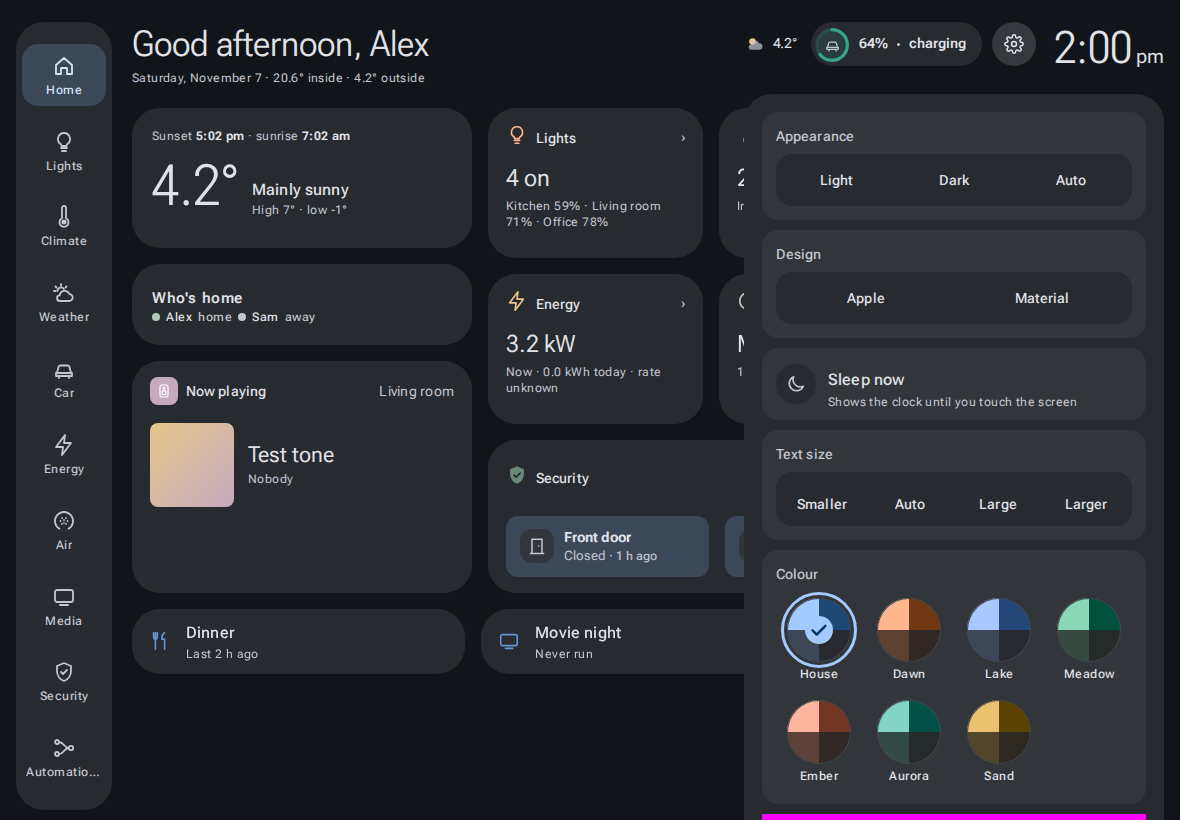 Good afternoon, Alex
Saturday, November 7 · 20.6° inside · 4.2° outside
4.2°
64% · charging
2:00 pm
Home
Lights
Climate
Weather
Car
Energy
Air
Media
Security
Automatio...
Sunset 5:02 pm · sunrise 7:02 am
4.2°
Mainly sunny
High 7° · low -1°
Who's home
Alex home Sam away
Now playing
Living room
Test tone
Nobody
Lights
4 on
Kitchen 59% · Living room
71% · Office 78%
Energy
3.2 kW
Now · 0.0 kWh today · rate
unknown
Security
Front door
Closed · 1 h ago
Dinner
Last 2 h ago
Movie night
Never run
Appearance
Light Dark Auto
Design
Apple Material
Sleep now
Shows the clock until you touch the screen
Text size
Smaller Auto Large Larger
Colour
House Dawn Lake Meadow
Ember Aurora Sand